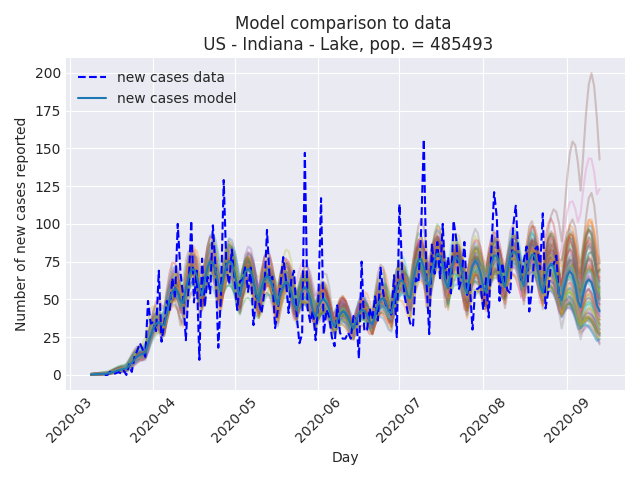 Model comparison to data
US - Indiana - Lake, pop. = 485493
new cases data
new cases model
Number of new cases reported
200
175
150
125
100
75
50
25
0
2020-03
2020-04
2020-05
2020-06
2020-07
2020-08
2020-09
Day